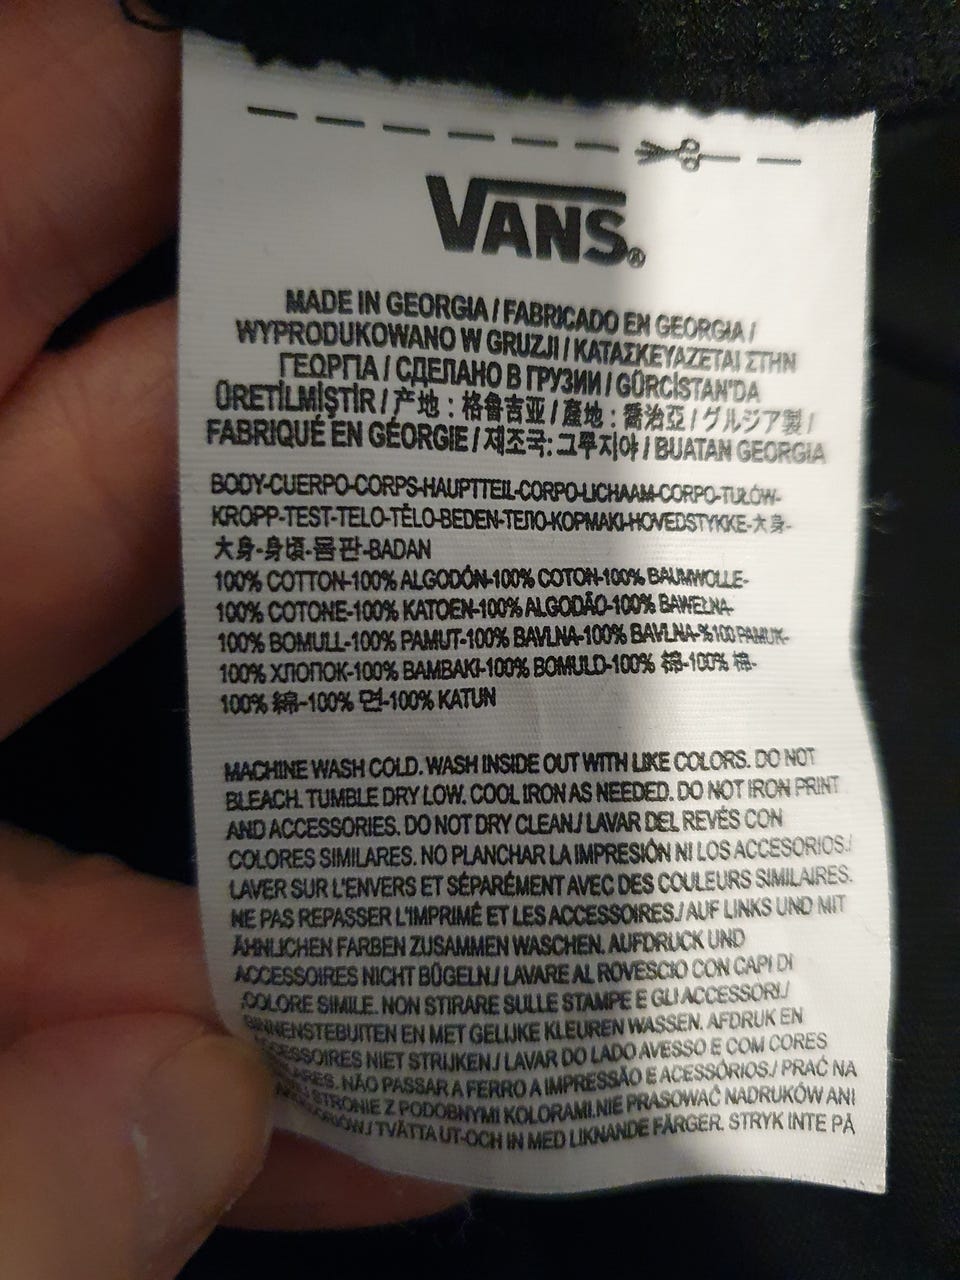 VANS®
MADE IN GEORGIA / FABRICADO EN GEORGIA /
WYPRODUKOWANO W GRUZJI / ΚΑΤΑΣΚΕΥΑΖΕΤΑΙ ΣΤΗΝ
ΓΕΩΡΓΙΑ / СДЕЛАНО В ГРУЗИИ / GÜRCİSTAN'DA
ÜRETİLMİŞTİR / 产地 : 格鲁吉亚 / 產地 : 喬治亞 / グルジア製 /
FABRIQUÉ EN GÉORGIE / 제조국: 그루지야 / BUATAN GEORGIA
BODY-CUERPO-CORPS-HAUPTTEIL-CORPO-LICHAAM-CORPO-TUŁÓW-
KROPP-TEST-TELO-TĚLO-BEDEN-ТЕЛО-ΚΟΡΜΑΚΙ-HOVEDSTYKKE-大身-
大身-身頃-몸판-BADAN
100% COTTON-100% ALGODÓN-100% COTON-100% BAUMWOLLE-
100% COTONE-100% KATOEN-100% ALGODÃO-100% BAWEŁNA-
100% BOMULL-100% PAMUT-100% BAVLNA-100% BAVLNA-%100 PAMUK-
100% ХЛОПОК-100% BAMBAKI-100% BOMULD-100% 棉-100% 棉-
100% 綿-100% 면-100% KATUN
MACHINE WASH COLD. WASH INSIDE OUT WITH LIKE COLORS. DO NOT
BLEACH. TUMBLE DRY LOW. COOL IRON AS NEEDED. DO NOT IRON PRINT
AND ACCESSORIES. DO NOT DRY CLEAN./ LAVAR DEL REVÉS CON
COLORES SIMILARES. NO PLANCHAR LA IMPRESIÓN NI LOS ACCESORIOS./
LAVER SUR L'ENVERS ET SÉPARÉMENT AVEC DES COULEURS SIMILAIRES.
NE PAS REPASSER L'IMPRIMÉ ET LES ACCESSOIRES./ AUF LINKS UND MIT
ÄHNLICHEN FARBEN ZUSAMMEN WASCHEN. AUFDRUCK UND
ACCESSOIRES NICHT BÜGELN./ LAVARE AL ROVESCIO CON CAPI DI
COLORE SIMILE. NON STIRARE SULLE STAMPE E GLI ACCESSORI./
BINNENSTEBUITEN EN MET GELIJKE KLEUREN WASSEN. AFDRUK EN
ACCESSOIRES NIET STRIJKEN./ LAVAR DO LADO AVESSO E COM CORES
NÃO PASSAR A FERRO A IMPRESSÃO E ACESSÓRIOS./ PRAĆ NA
STRONIE Z PODOBNYMI KOLORAMI.NIE PRASOWAĆ NADRUKÓW ANI
TVÄTTA UT-OCH IN MED LIKNANDE FÄRGER. STRYK INTE PÅ